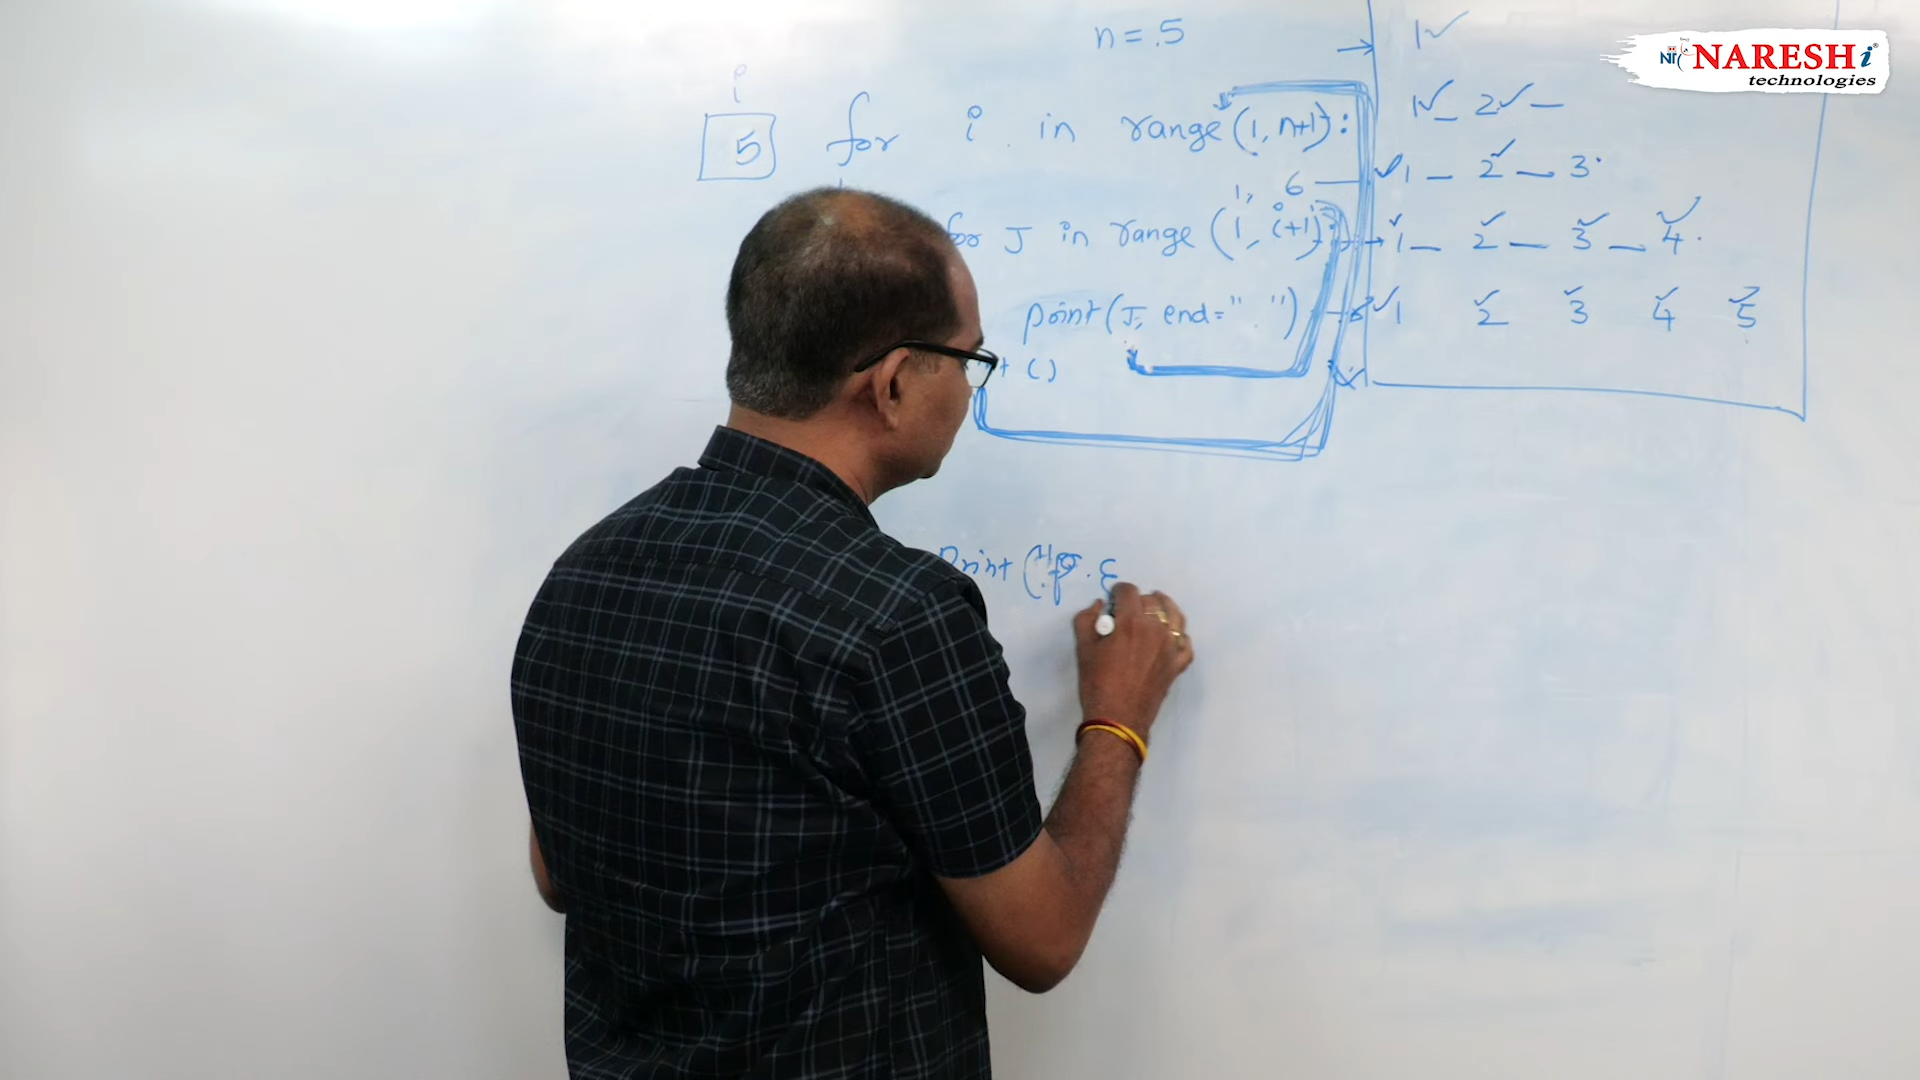 n = 5
i
5
for i in range(1, n+1):
1, 6
for J in range(1, i+1):
print(J, end=" ")
()
1
1 2
1 2 3
1 2 3 4
1 2 3 4 5
Print(
NARESH i
technologies